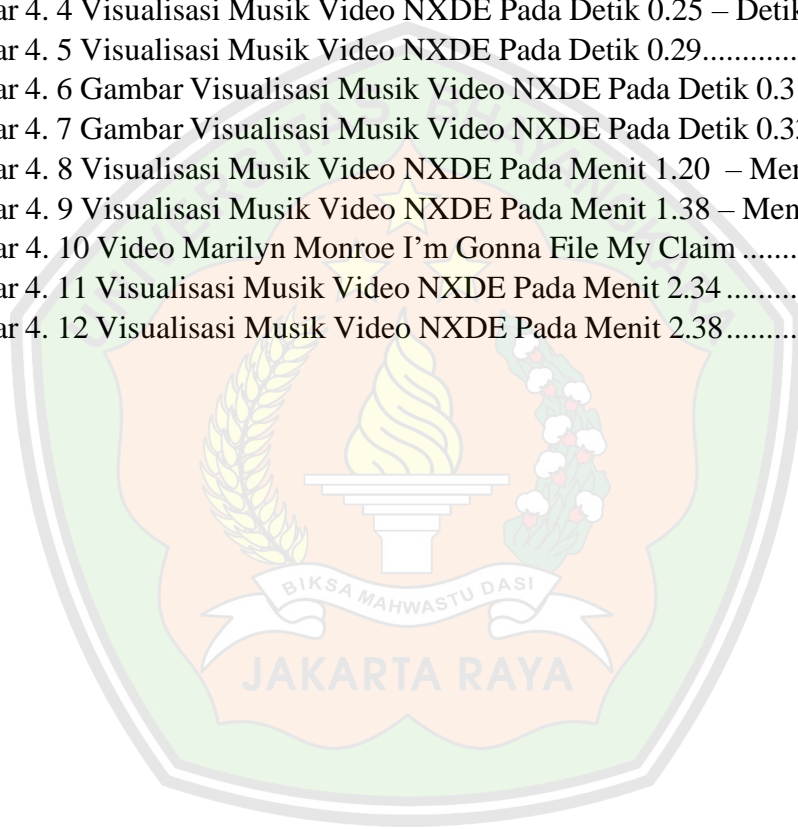 ar 4. 4 Visualisasi Musik Video NXDE Pada Detik 0.25 – Detik
ar 4. 5 Visualisasi Musik Video NXDE Pada Detik 0.29.............
ar 4. 6 Gambar Visualisasi Musik Video NXDE Pada Detik 0.3
ar 4. 7 Gambar Visualisasi Musik Video NXDE Pada Detik 0.33
ar 4. 8 Visualisasi Musik Video NXDE Pada Menit 1.20 – Men
ar 4. 9 Visualisasi Musik Video NXDE Pada Menit 1.38 – Men
ar 4. 10 Video Marilyn Monroe I’m Gonna File My Claim .......
ar 4. 11 Visualisasi Musik Video NXDE Pada Menit 2.34 .........
ar 4. 12 Visualisasi Musik Video NXDE Pada Menit 2.38..........
UNIVERSITAS BHAYANGKARA
BIKSA MAHWASTU DASI
JAKARTA RAYA